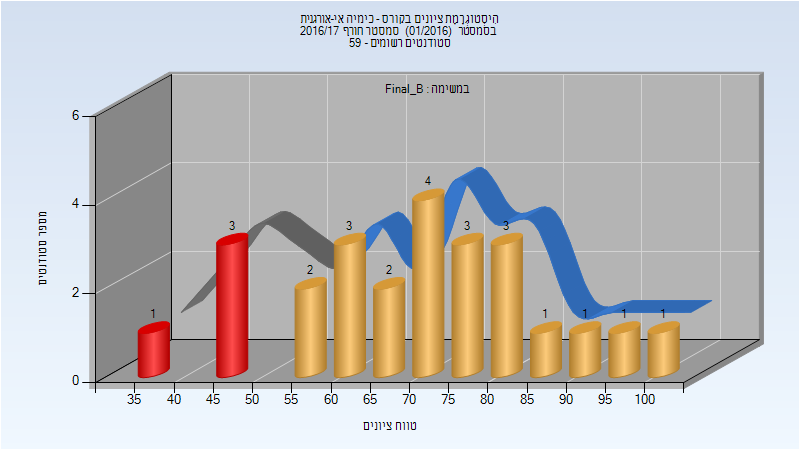 היסטוגרמת ציונים בקורס - כימיה אי-אורגנית
בסמסטר (01/2016) סמסטר חורף 2016/17
סטודנטים רשומים - 59
במשימה : Final_B
מספר סטודנטים
6
4
2
0
1
3
2
3
2
4
3
3
1
1
1
1
35 40 45 50 55 60 65 70 75 80 85 90 95 100
טווח ציונים